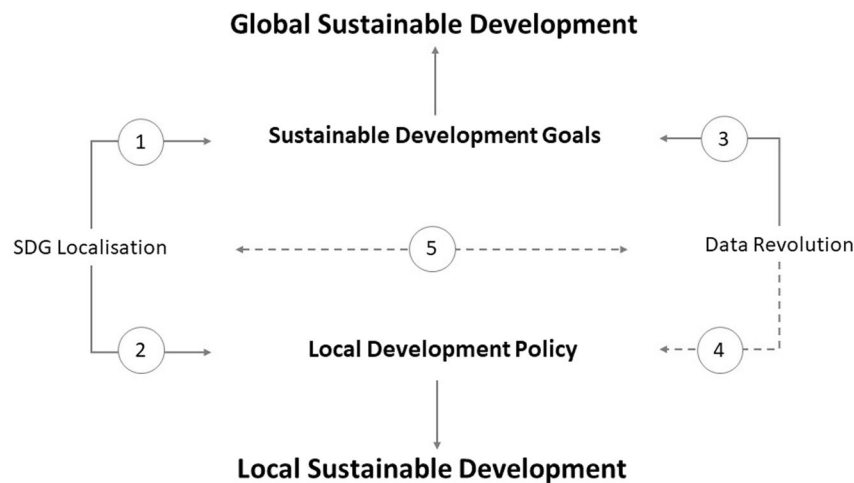 Global Sustainable Development
1
Sustainable Development Goals
3
SDG Localisation
5
Data Revolution
2
Local Development Policy
4
Local Sustainable Development